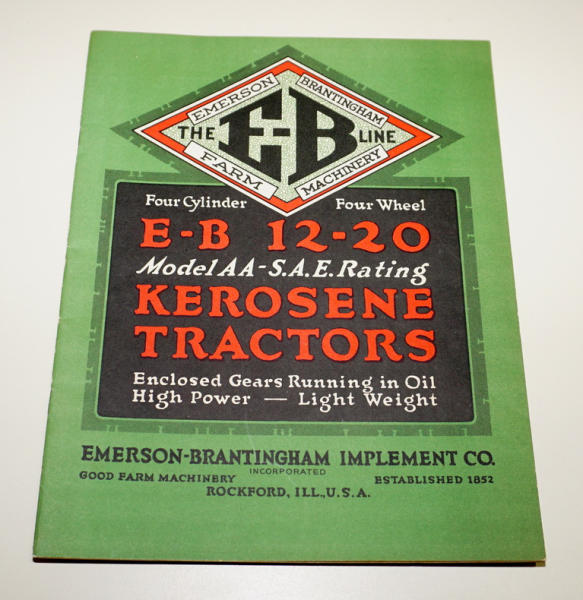 EMERSON BRANTINGHAM
THE E-B LINE
FARM MACHINERY
Four Cylinder Four Wheel
E-B 12-20
Model AA-S.A.E. Rating
KEROSENE
TRACTORS
Enclosed Gears Running in Oil
High Power — Light Weight
EMERSON-BRANTINGHAM IMPLEMENT CO.
INCORPORATED
GOOD FARM MACHINERY ESTABLISHED 1852
ROCKFORD, ILL., U.S.A.